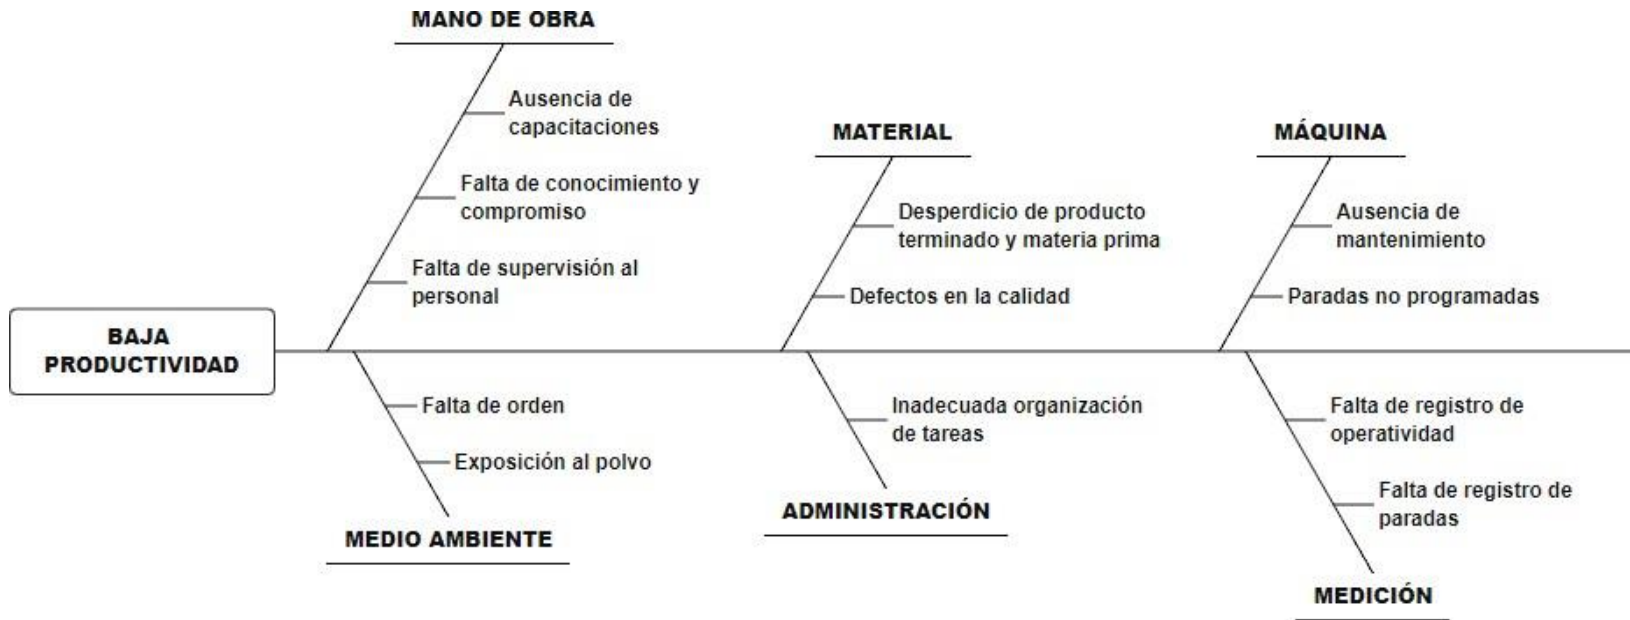 MANO DE OBRA
Ausencia de
capacitaciones
Falta de conocimiento y
compromiso
Falta de supervisión al
personal
MATERIAL
Desperdicio de producto
terminado y materia prima
Defectos en la calidad
MÁQUINA
Ausencia de
mantenimiento
Paradas no programadas
BAJA
PRODUCTIVIDAD
Falta de orden
Exposición al polvo
MEDIO AMBIENTE
Inadecuada organización
de tareas
ADMINISTRACIÓN
Falta de registro de
operatividad
Falta de registro de
paradas
MEDICIÓN